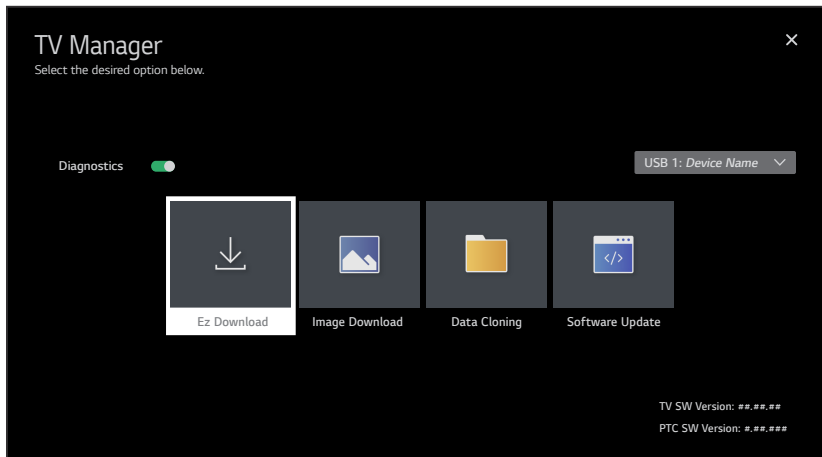 TV Manager
Select the desired option below.
Diagnostics
USB 1: Device Name
Ez Download
Image Download
Data Cloning
Software Update
TV SW Version: ##.##.##
PTC SW Version: #.##.###